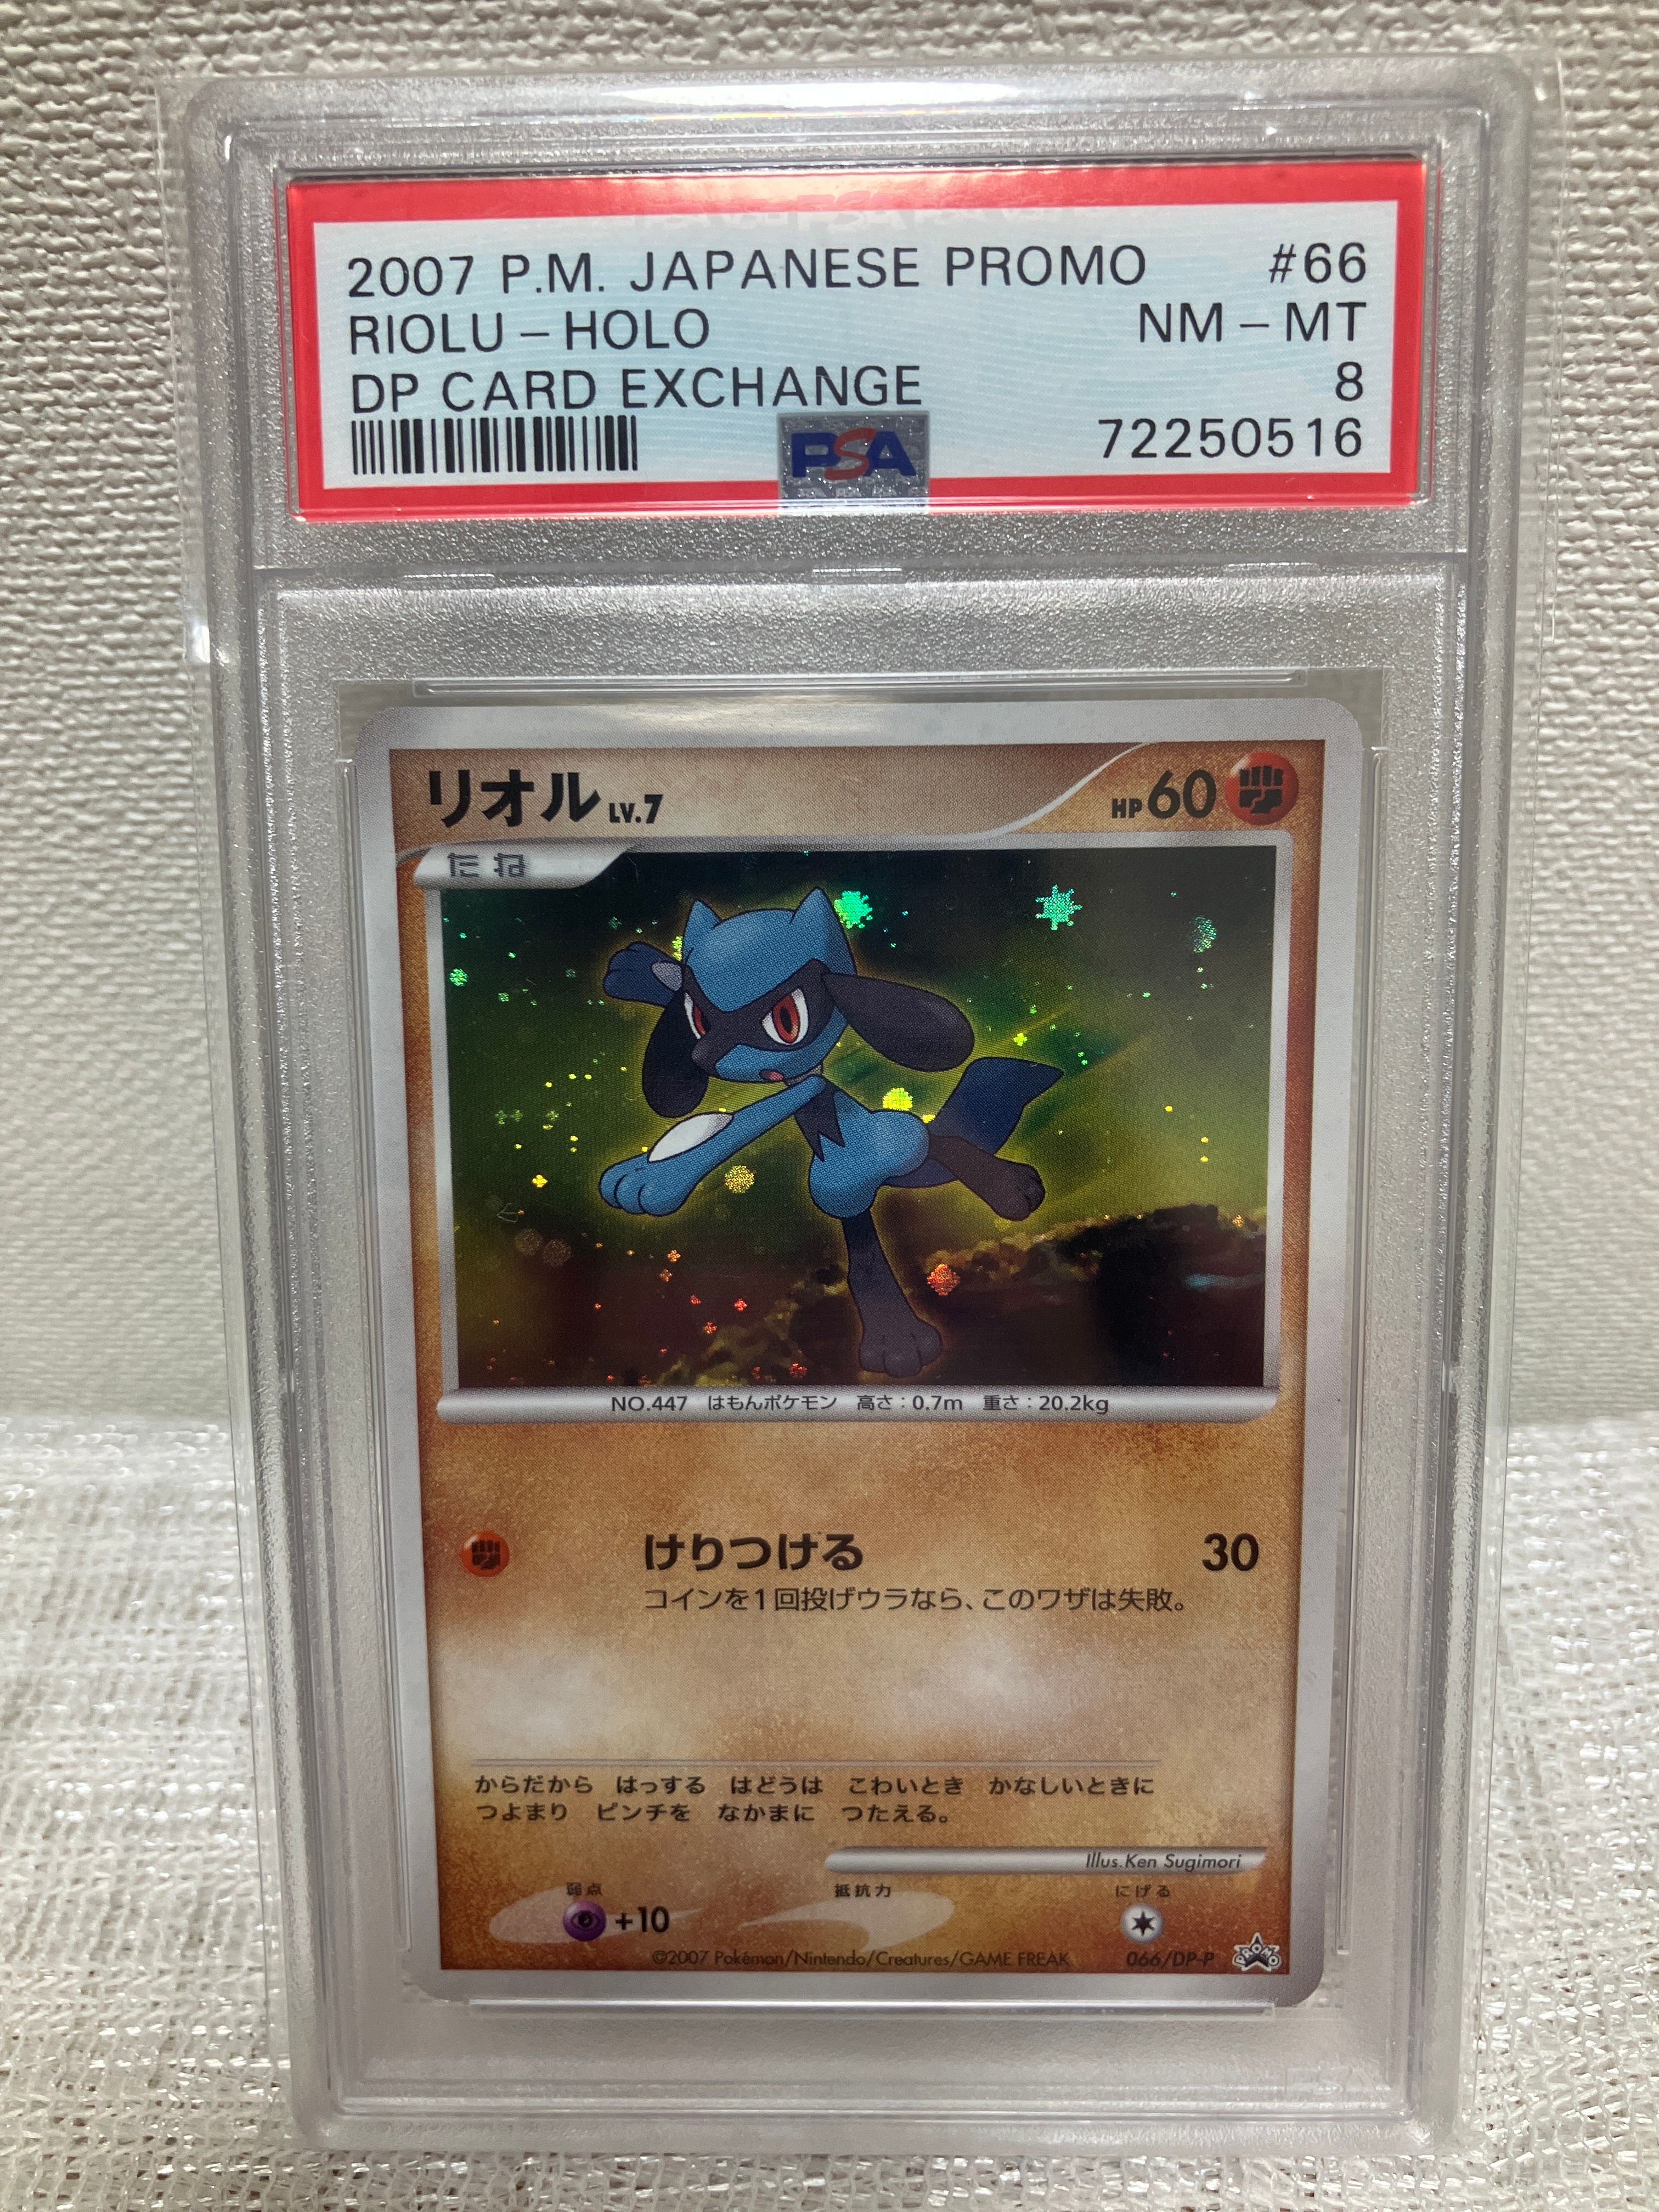 2007 P.M. JAPANESE PROMO #66
RIOLU - HOLO NM - MT
DP CARD EXCHANGE 8
PSA 72250516
リオル LV.7 HP 60
たね
NO.447 はもんポケモン 高さ:0.7m 重さ:20.2kg
けりつける 30
コインを1回投げウラなら、このワザは失敗。
からだから はっする はどうは こわいとき かなしいときに
つよまり ピンチを なかまに つたえる。
Illus.Ken Sugimori
弱点 抵抗力 にげる
+10
©2007 Pokémon/Nintendo/Creatures/GAME FREAK 066/DP-P PROMO